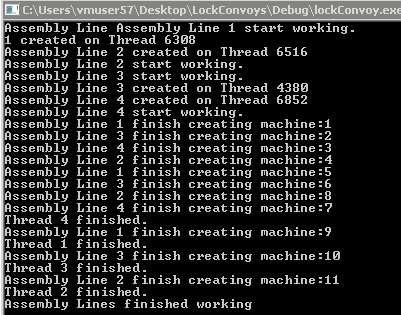 C:\Users\vmuser57\Desktop\LockConvoys\Debug\lockConvoy.exe
Assembly Line Assembly Line 1 start working.
1 created on Thread 6308
Assembly Line 2 created on Thread 6516
Assembly Line 2 start working.
Assembly Line 3 start working.
Assembly Line 3 created on Thread 4380
Assembly Line 4 created on Thread 6852
Assembly Line 4 start working.
Assembly Line 1 finish creating machine:1
Assembly Line 3 finish creating machine:2
Assembly Line 4 finish creating machine:3
Assembly Line 2 finish creating machine:4
Assembly Line 1 finish creating machine:5
Assembly Line 3 finish creating machine:6
Assembly Line 2 finish creating machine:8
Assembly Line 4 finish creating machine:7
Thread 4 finished.
Assembly Line 1 finish creating machine:9
Thread 1 finished.
Assembly Line 3 finish creating machine:10
Thread 3 finished.
Assembly Line 2 finish creating machine:11
Thread 2 finished.
Assembly Lines finished working